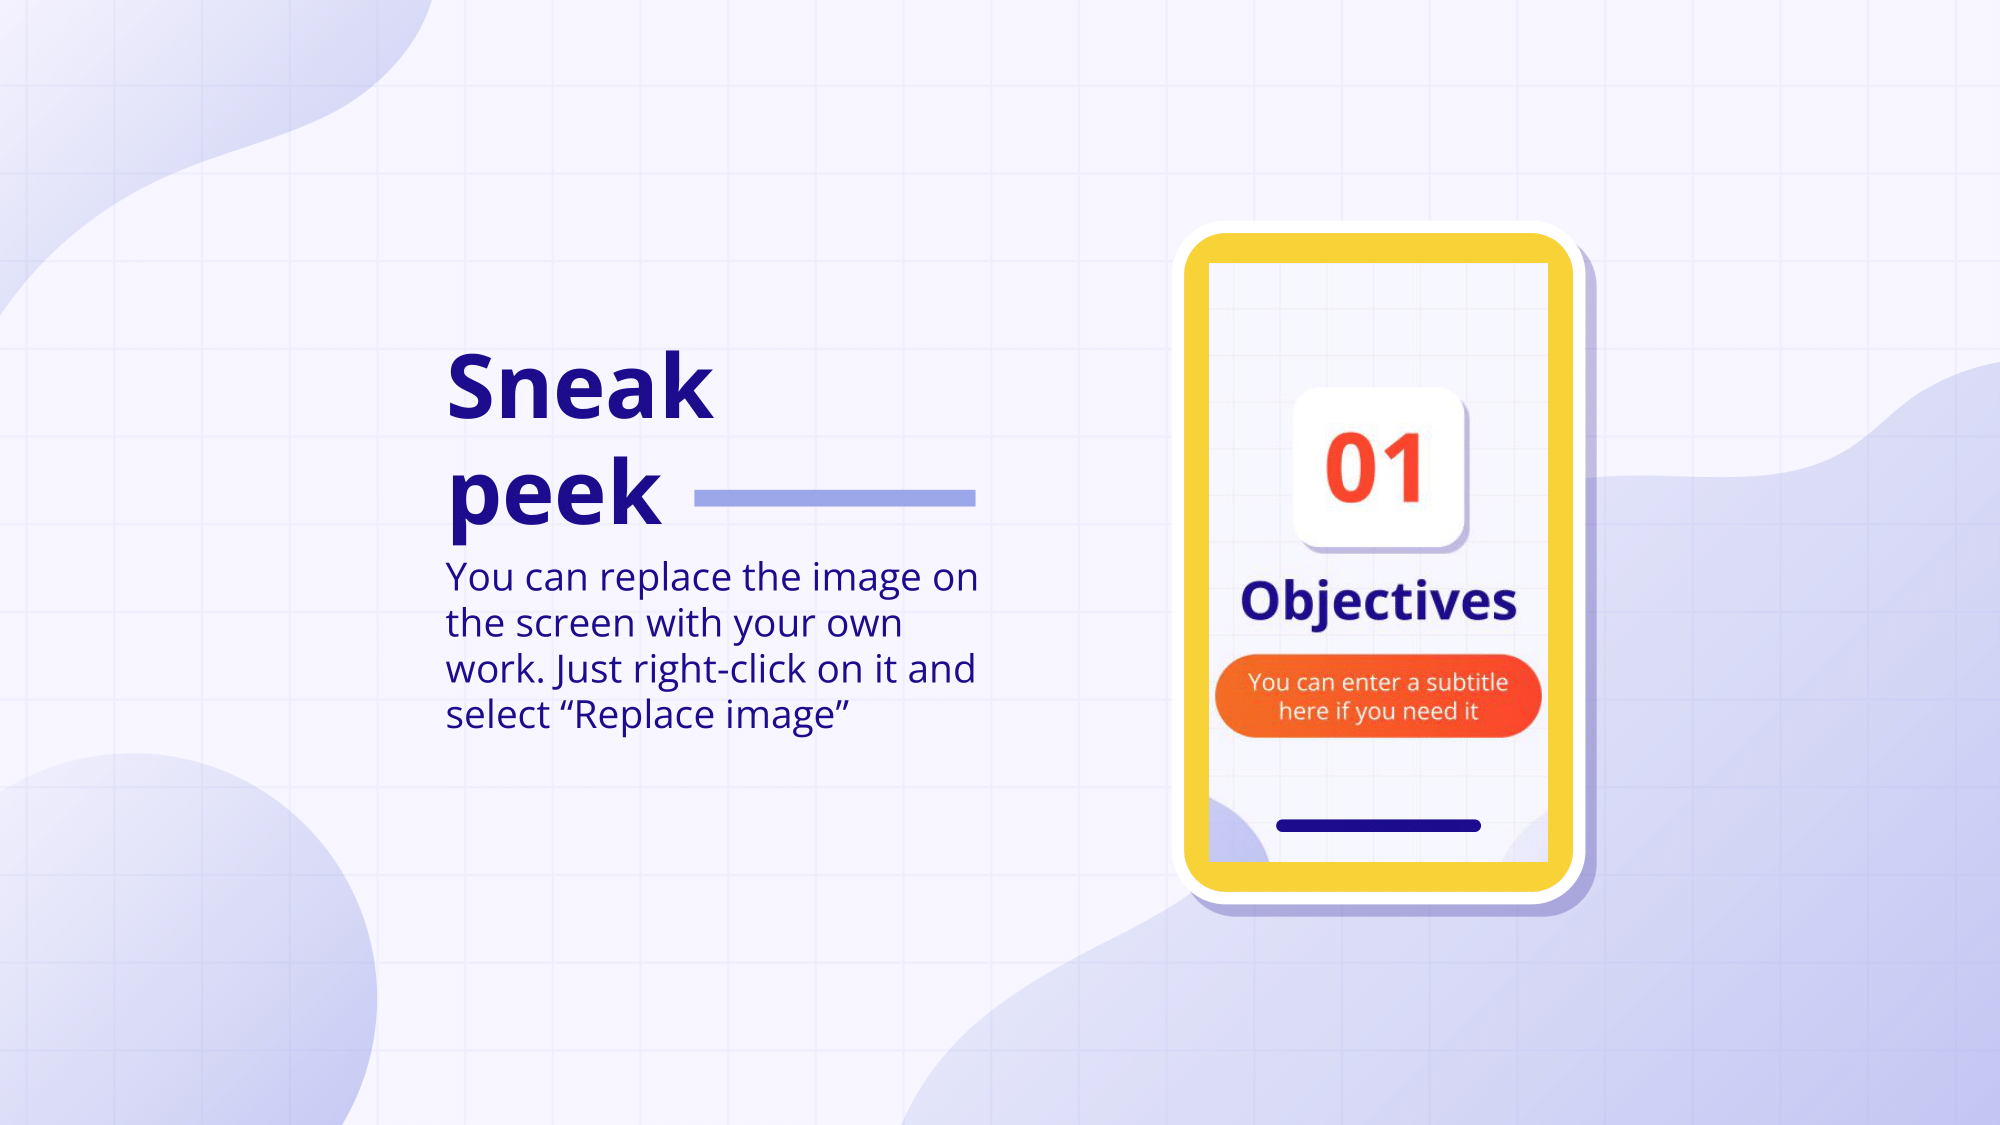 Sneak
peek
You can replace the image on
the screen with your own
work. Just right-click on it and
select “Replace image”
01
Objectives
You can enter a subtitle
here if you need it